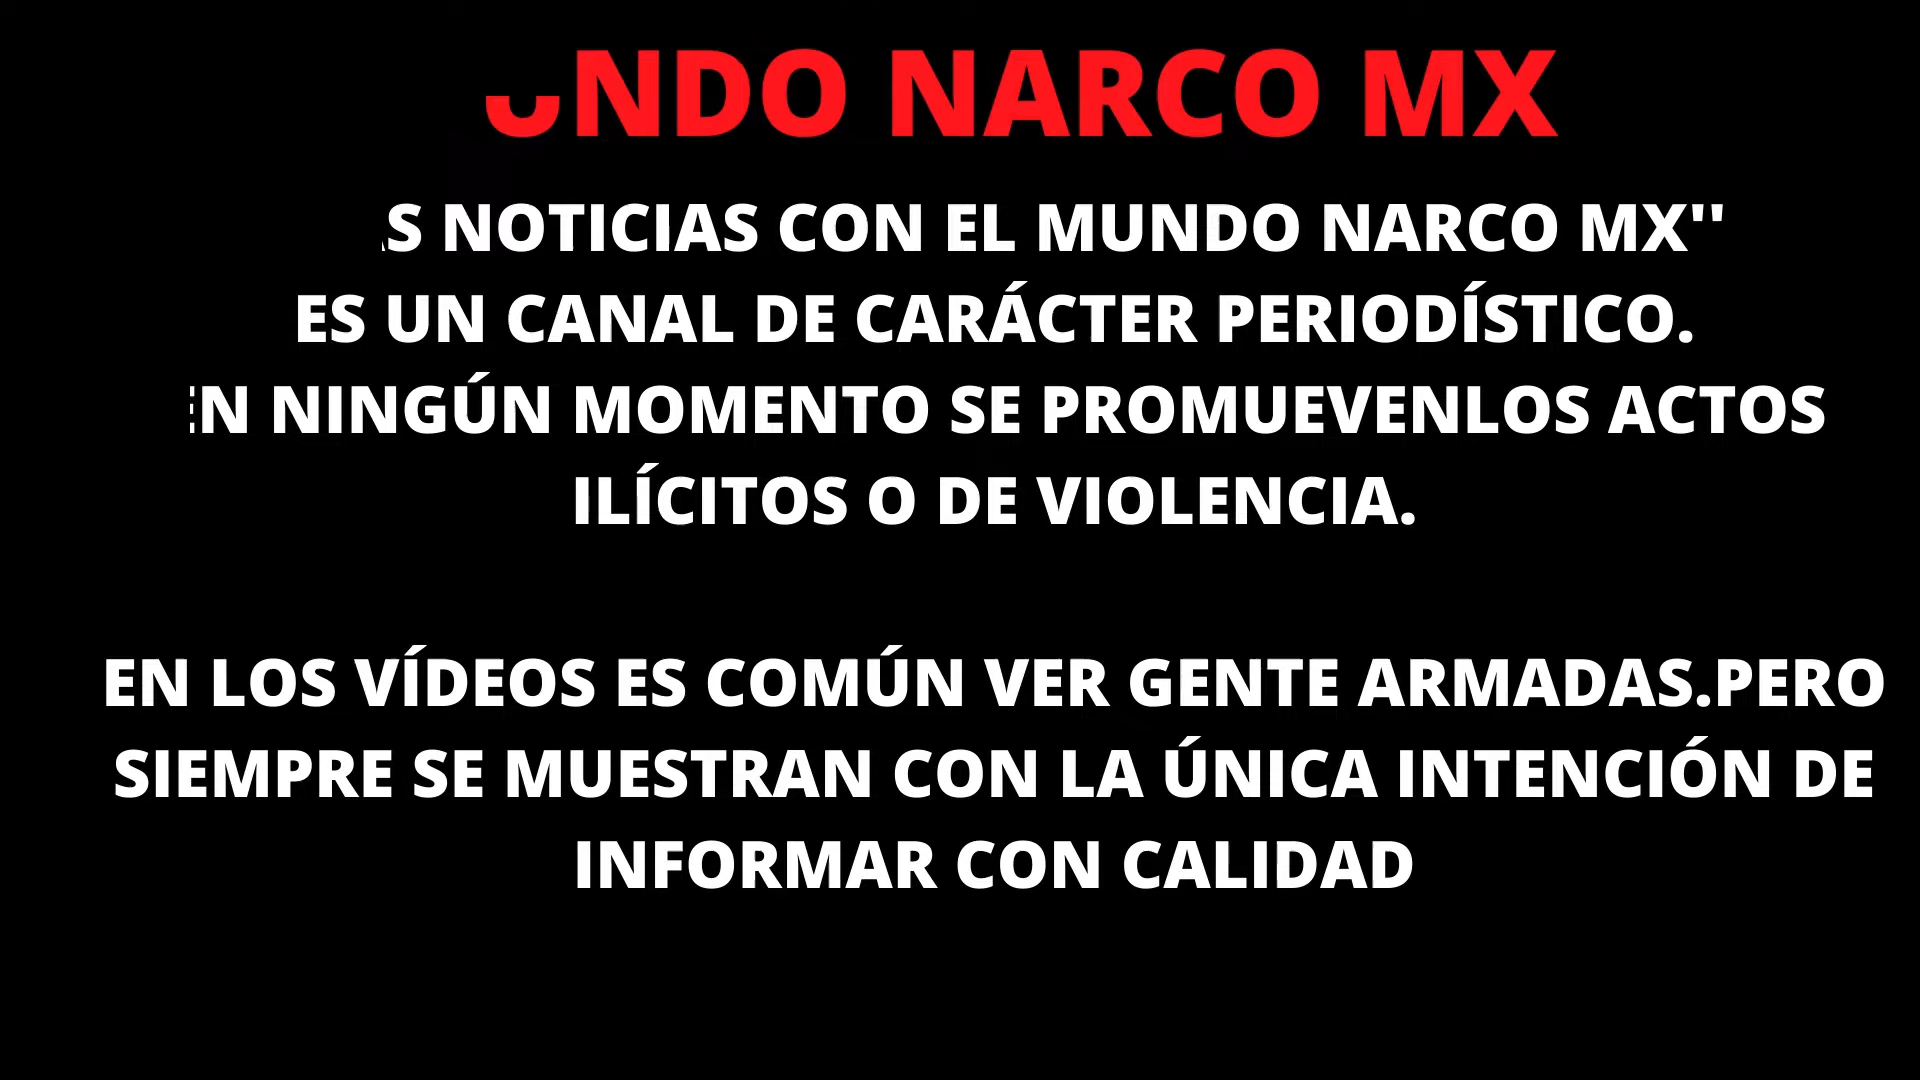 NDO NARCO MX
S NOTICIAS CON EL MUNDO NARCO MX"
ES UN CANAL DE CARÁCTER PERIODÍSTICO.
EN NINGÚN MOMENTO SE PROMUEVENLOS ACTOS
ILÍCITOS O DE VIOLENCIA.
EN LOS VÍDEOS ES COMÚN VER GENTE ARMADAS.PERO
SIEMPRE SE MUESTRAN CON LA ÚNICA INTENCIÓN DE
INFORMAR CON CALIDAD